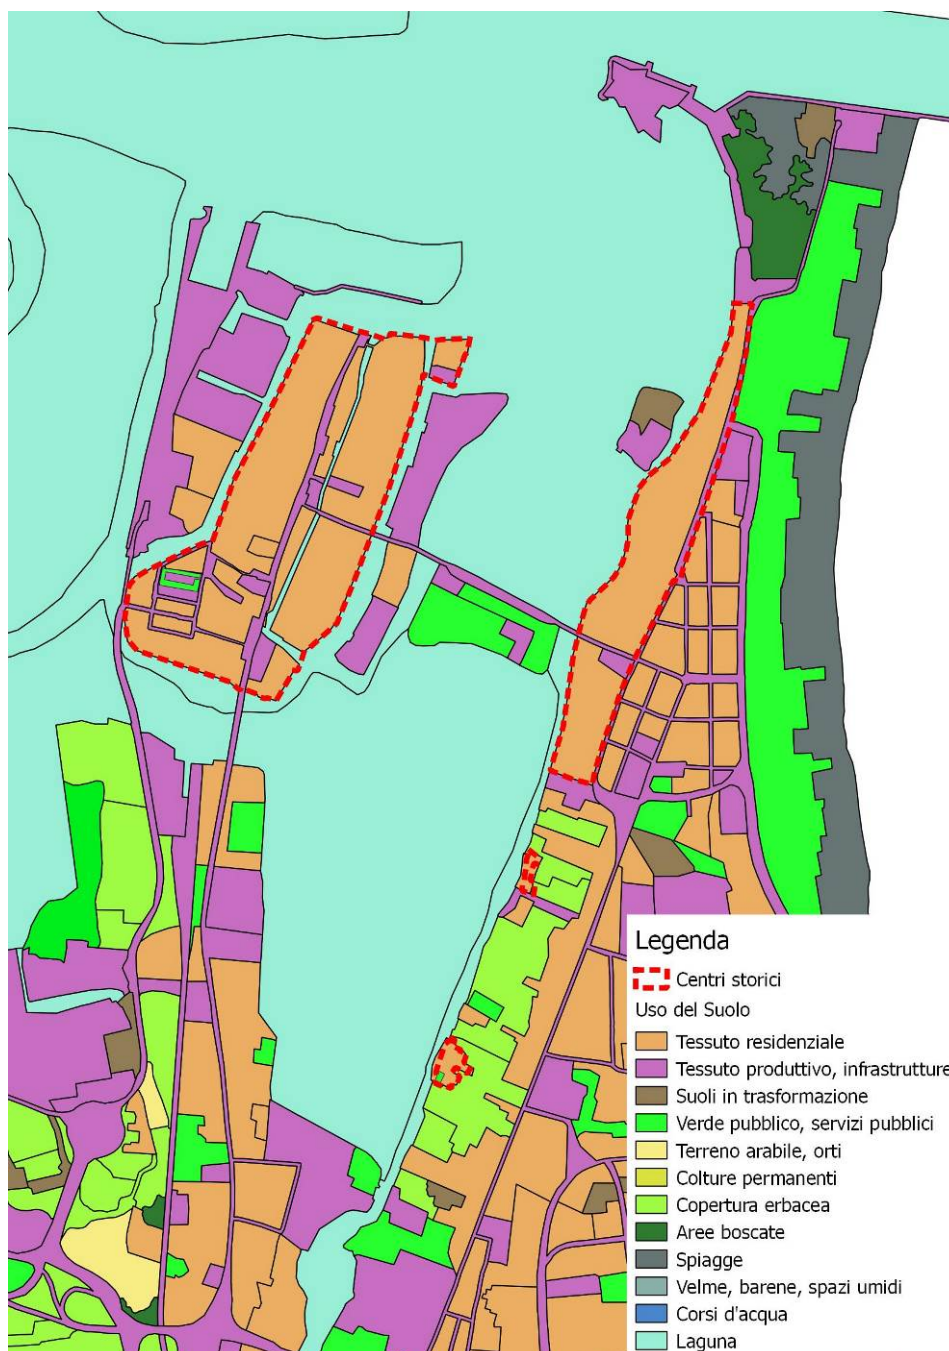 Legenda
Centri storici
Uso del Suolo
Tessuto residenziale
Tessuto produttivo, infrastrutture
Suoli in trasformazione
Verde pubblico, servizi pubblici
Terreno arabile, orti
Colture permanenti
Copertura erbacea
Aree boscate
Spiagge
Velme, barene, spazi umidi
Corsi d'acqua
Laguna